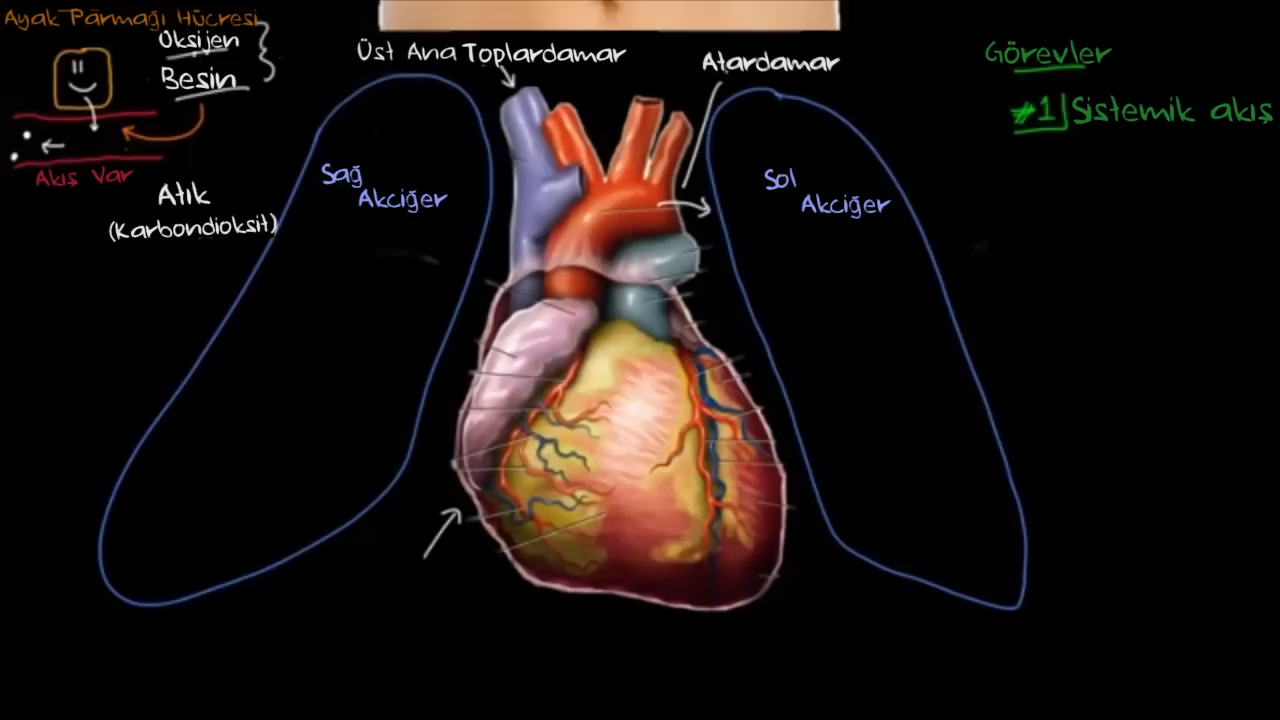 Ayak Parmağı Hücresi
Oksijen
Besin
Akış Var
Atık
(Karbondioksit)
Üst Ana Toplardamar
Atardamar
Sağ
Akciğer
Sol
Akciğer
Görevler
#1 Sistemik akış